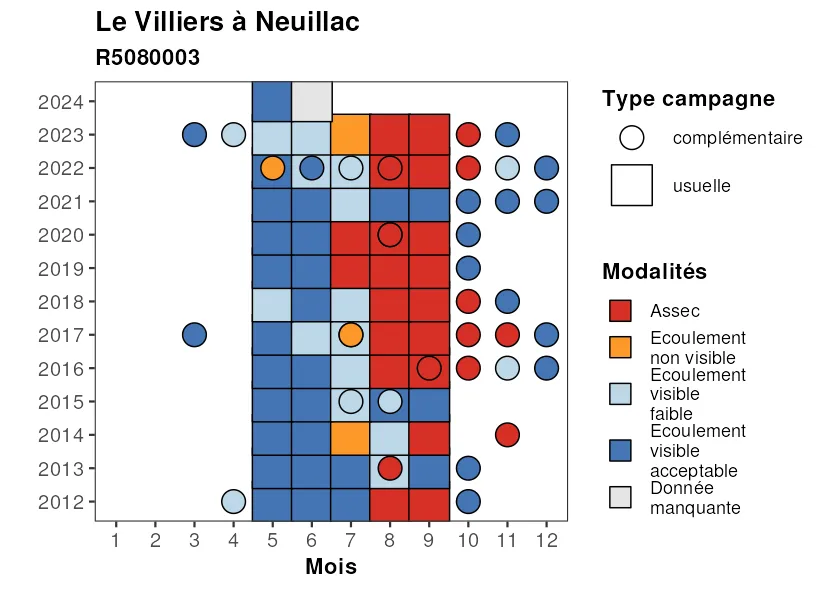 Le Villiers à Neuillac
R5080003
2024
2023
2022
2021
2020
2019
2018
2017
2016
2015
2014
2013
2012
1 2 3 4 5 6 7 8 9 10 11 12
Mois
Type campagne
complémentaire
usuelle
Modalités
Assec
Ecoulement
non visible
Ecoulement
visible
faible
Ecoulement
visible
acceptable
Donnée
manquante